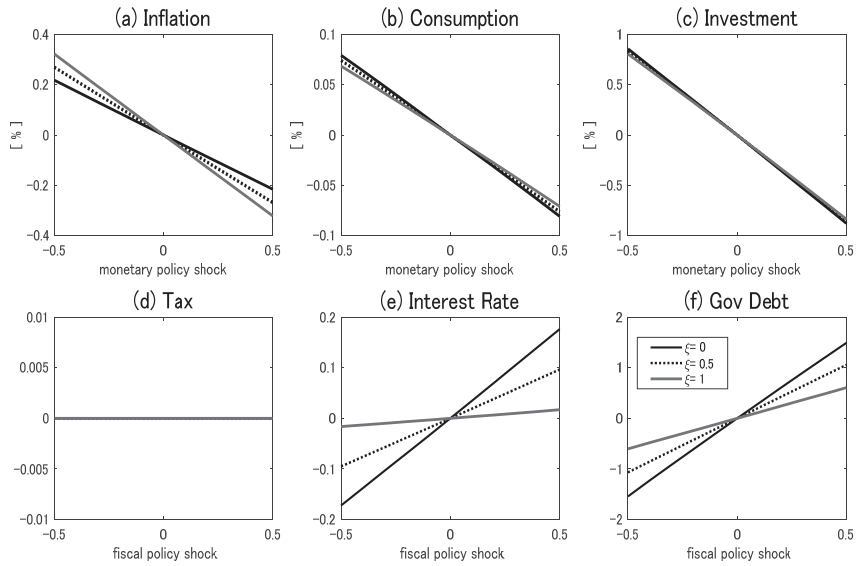 (a) Inflation
(b) Consumption
(c) Investment
0.4
0.2
0
-0.2
-0.4
[ % ]
-0.5
0
0.5
monetary policy shock
0.1
0.05
0
-0.05
-0.1
[ % ]
-0.5
0
0.5
monetary policy shock
1
0.5
0
-0.5
-1
[ % ]
-0.5
0
0.5
monetary policy shock
(d) Tax
(e) Interest Rate
(f) Gov Debt
0.01
0.005
0
-0.005
-0.01
-0.5
0
0.5
fiscal policy shock
0.2
0.1
0
-0.1
-0.2
-0.5
0
0.5
fiscal policy shock
2
1
0
-1
-2
ξ= 0
ξ= 0.5
ξ= 1
-0.5
0
0.5
fiscal policy shock